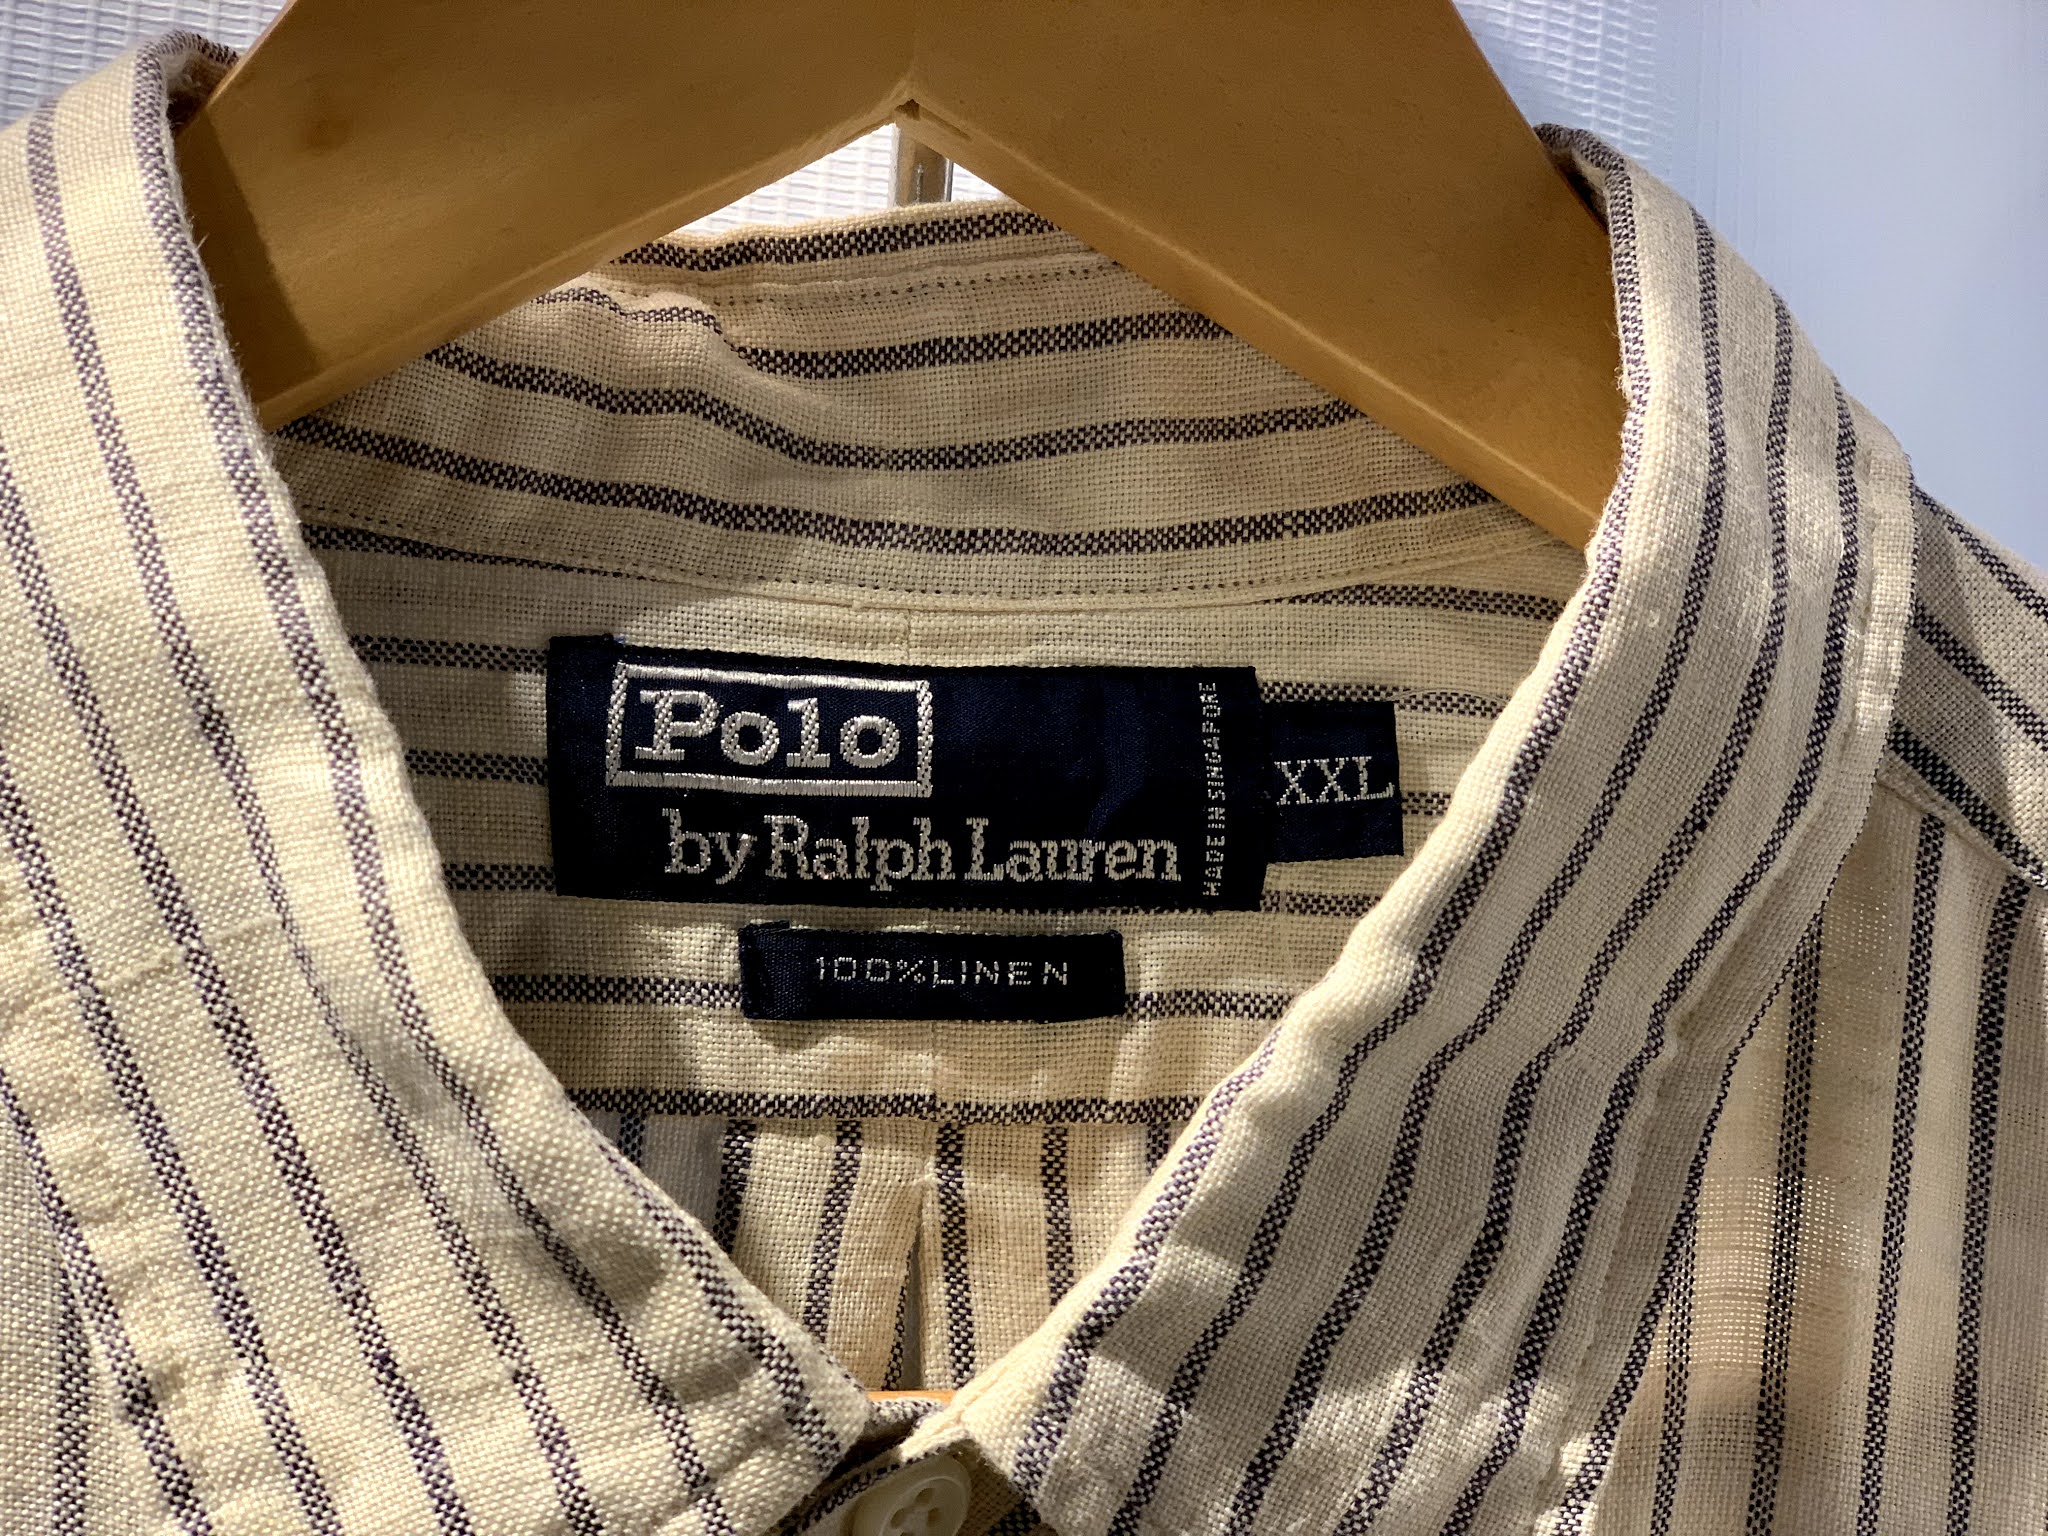 Polo
by Ralph Lauren
MADE IN SINGAPORE
XXL
100% LINEN